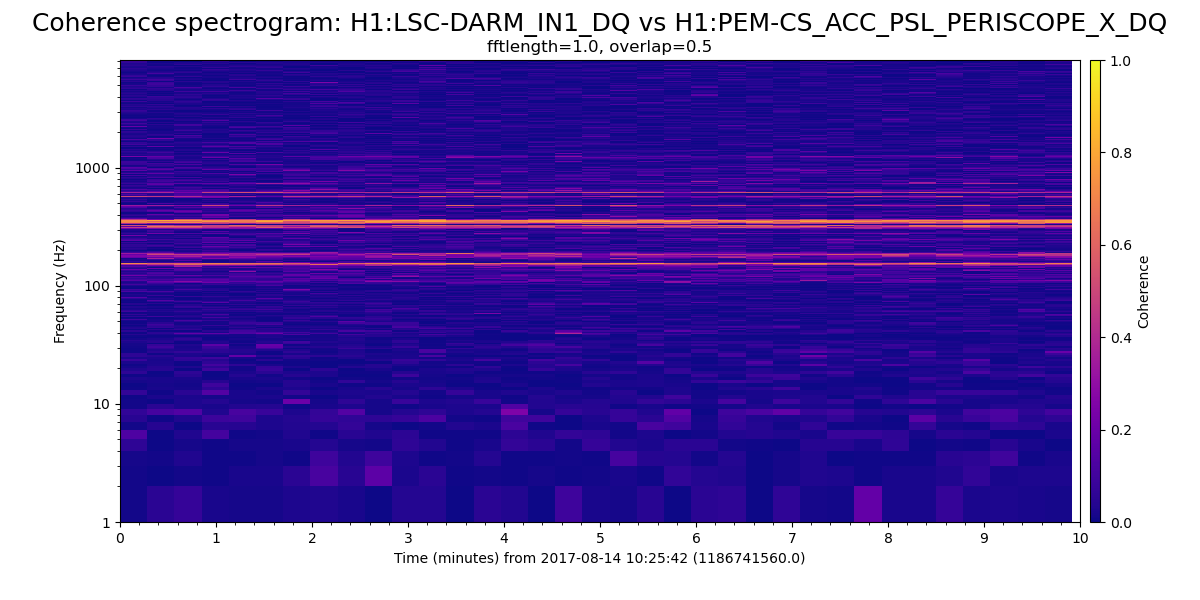 Coherence spectrogram: H1:LSC-DARM_IN1_DQ vs H1:PEM-CS_ACC_PSL_PERISCOPE_X_DQ
fftlength=1.0, overlap=0.5
Frequency (Hz)
1000
100
10
1
0 1 2 3 4 5 6 7 8 9 10
Time (minutes) from 2017-08-14 10:25:42 (1186741560.0)
1.0
0.8
0.6
0.4
0.2
0.0
Coherence